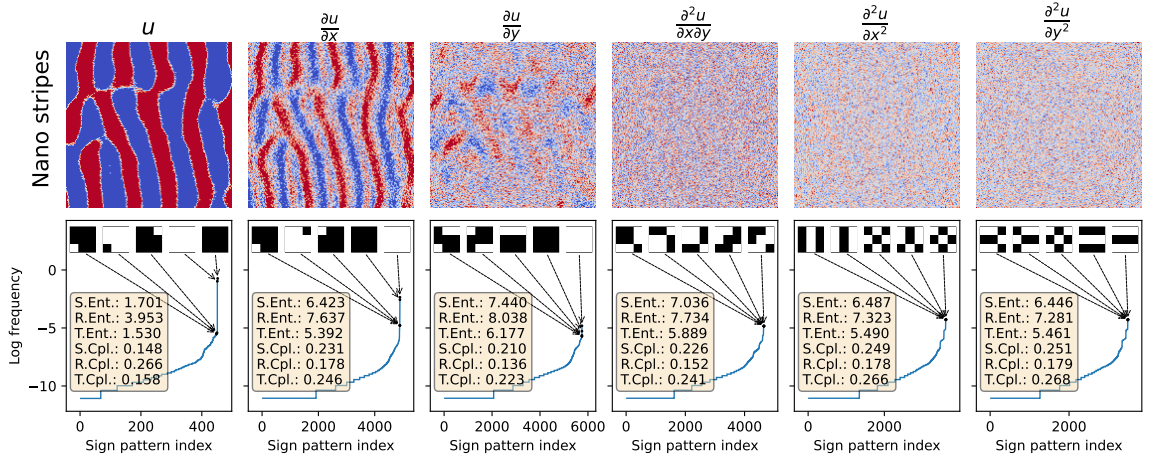 u
∂u/∂x
∂u/∂y
∂²u/∂x∂y
∂²u/∂x²
∂²u/∂y²
Nano stripes
Log frequency
0
−5
−10
S.Ent.: 1.701
R.Ent.: 3.953
T.Ent.: 1.530
S.Cpl.: 0.148
R.Cpl.: 0.266
T.Cpl.: 0.158
0 200 400
Sign pattern index
S.Ent.: 6.423
R.Ent.: 7.637
T.Ent.: 5.392
S.Cpl.: 0.231
R.Cpl.: 0.178
T.Cpl.: 0.246
0 2000 4000
Sign pattern index
S.Ent.: 7.440
R.Ent.: 8.038
T.Ent.: 6.177
S.Cpl.: 0.210
R.Cpl.: 0.136
T.Cpl.: 0.223
0 2000 4000 6000
Sign pattern index
S.Ent.: 7.036
R.Ent.: 7.734
T.Ent.: 5.889
S.Cpl.: 0.226
R.Cpl.: 0.152
T.Cpl.: 0.241
0 2000 4000
Sign pattern index
S.Ent.: 6.487
R.Ent.: 7.323
T.Ent.: 5.490
S.Cpl.: 0.249
R.Cpl.: 0.178
T.Cpl.: 0.266
0 2000
Sign pattern index
S.Ent.: 6.446
R.Ent.: 7.281
T.Ent.: 5.461
S.Cpl.: 0.251
R.Cpl.: 0.179
T.Cpl.: 0.268
0 2000
Sign pattern index